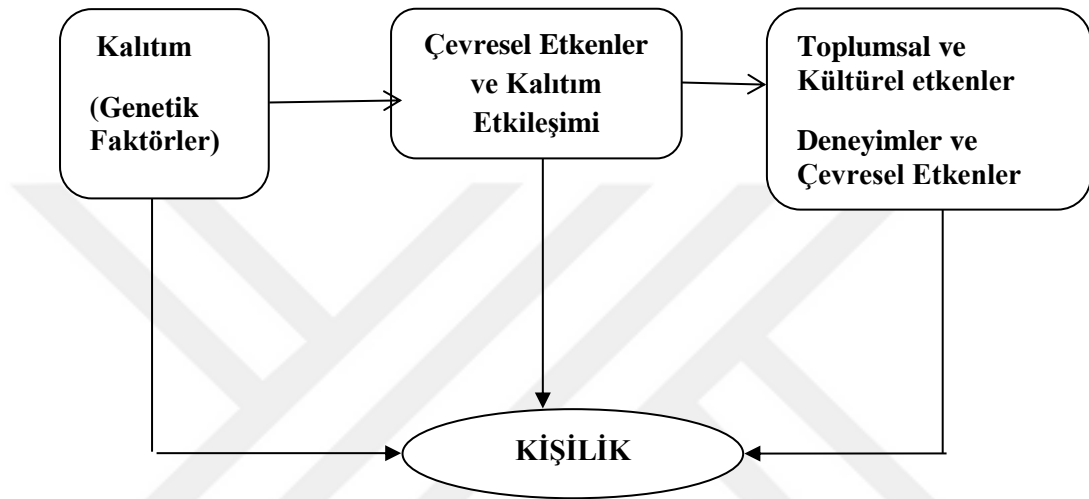 Kalıtım
(Genetik
Faktörler)
Çevresel Etkenler
ve Kalıtım
Etkileşimi
Toplumsal ve
Kültürel etkenler
Deneyimler ve
Çevresel Etkenler
KİŞİLİK